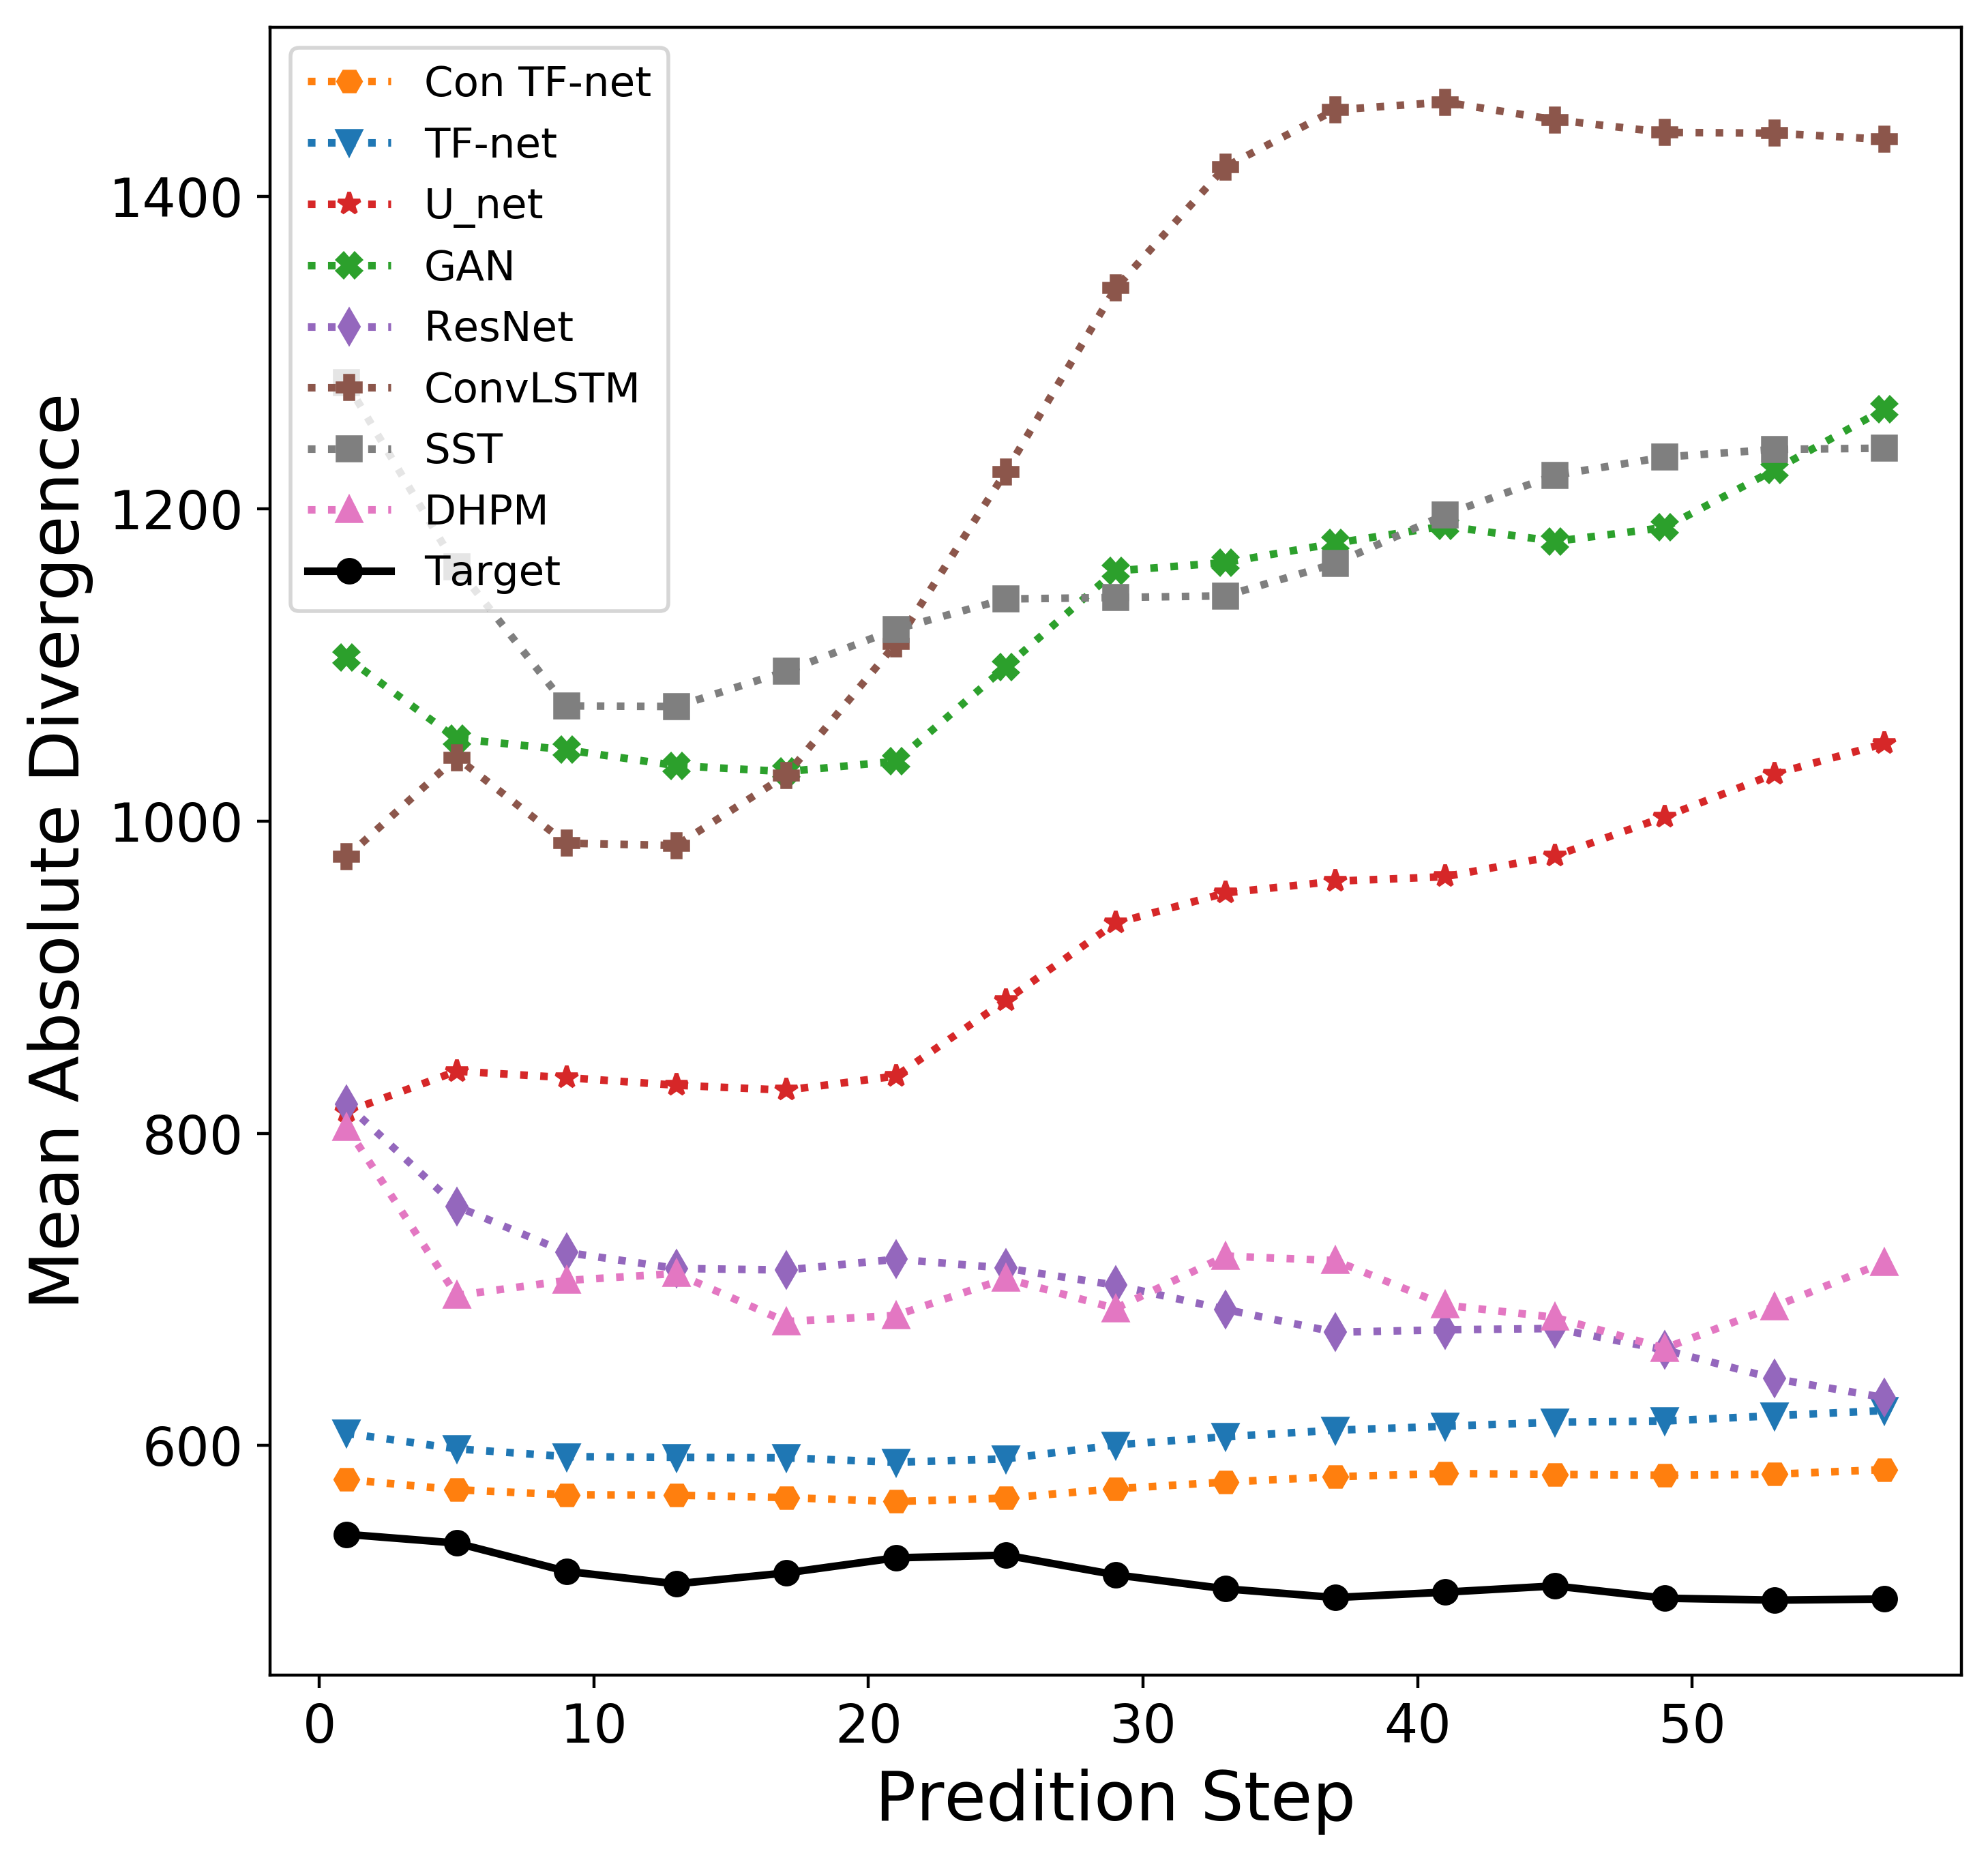 Con TF-net
TF-net
U_net
GAN
ResNet
ConvLSTM
SST
DHPM
Target
Mean Absolute Divergence
1400
1200
1000
800
600
0 10 20 30 40 50
Predition Step